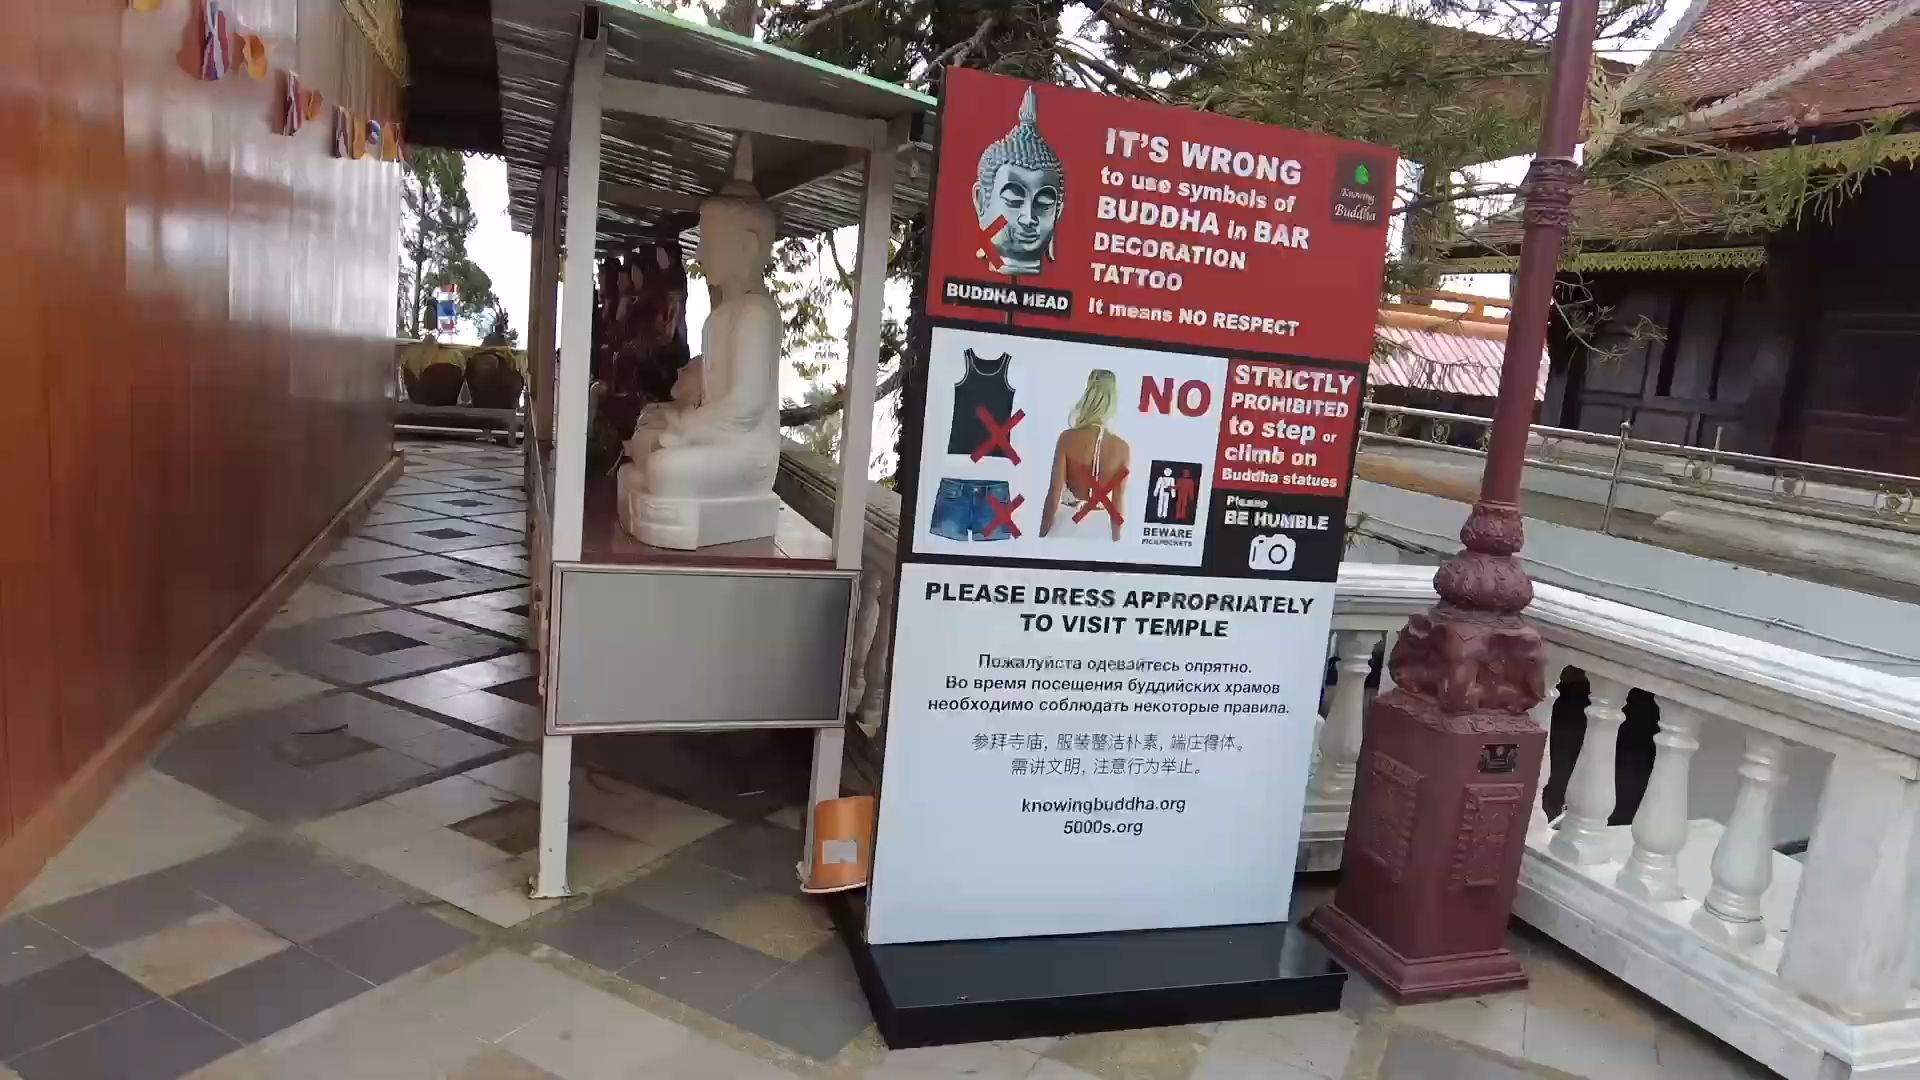 IT'S WRONG
to use symbols of
BUDDHA in BAR
DECORATION
TATTOO
It means NO RESPECT
Knowing
Buddha
BUDDHA HEAD
NO
BEWARE
PICKPOCKETS
STRICTLY
PROHIBITED
to step or
climb on
Buddha statues
Please
BE HUMBLE
PLEASE DRESS APPROPRIATELY
TO VISIT TEMPLE
Пожалуйста одевайтесь опрятно.
Во время посещения буддийских храмов
необходимо соблюдать некоторые правила.
参拜寺庙, 服装整洁朴素, 端庄得体。
需讲文明, 注意行为举止。
knowingbuddha.org
5000s.org